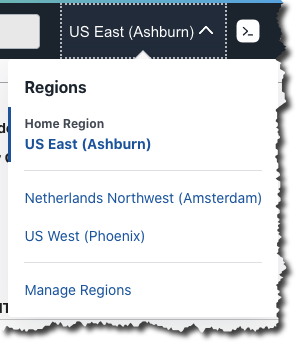 US East (Ashburn)
Regions
Home Region
US East (Ashburn)
Netherlands Northwest (Amsterdam)
US West (Phoenix)
Manage Regions